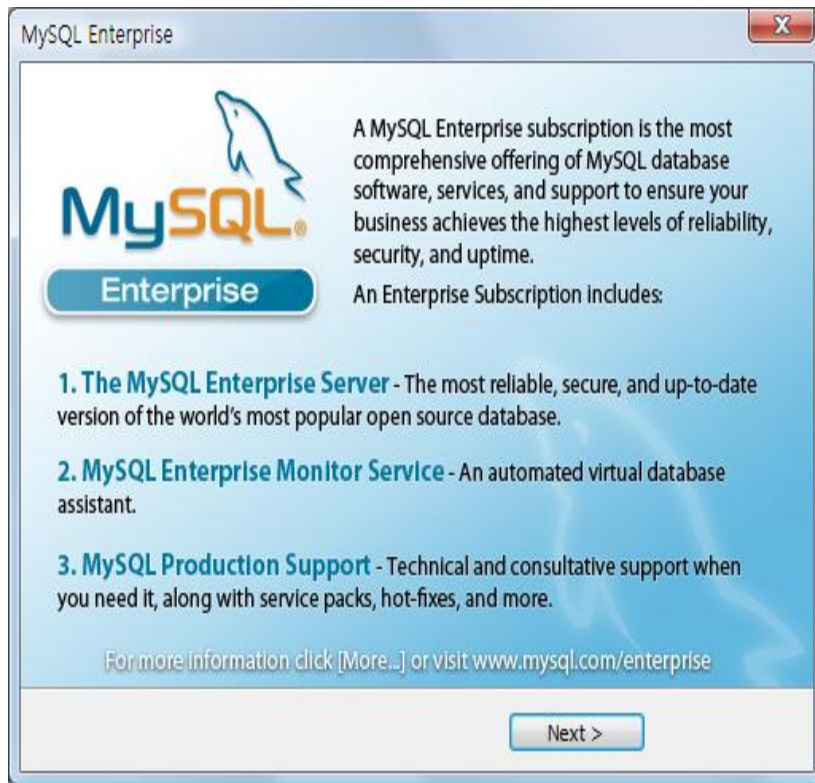 MySQL Enterprise
X
MySQL®
Enterprise
A MySQL Enterprise subscription is the most
comprehensive offering of MySQL database
software, services, and support to ensure your
business achieves the highest levels of reliability,
security, and uptime.
An Enterprise Subscription includes:
1. The MySQL Enterprise Server - The most reliable, secure, and up-to-date
version of the world's most popular open source database.
2. MySQL Enterprise Monitor Service - An automated virtual database
assistant.
3. MySQL Production Support - Technical and consultative support when
you need it, along with service packs, hot-fixes, and more.
For more information click [More...] or visit www.mysql.com/enterprise
Next >